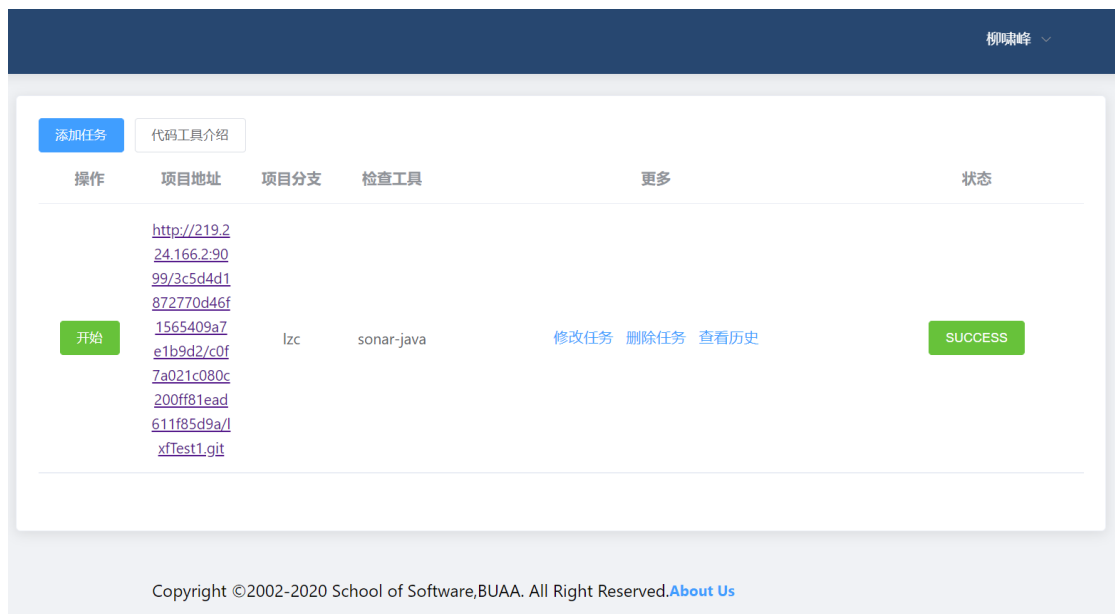 柳啸峰
添加任务 代码工具介绍
操作 项目地址 项目分支 检查工具 更多 状态
http://219.2
24.166.2:90
99/3c5d4d1
872770d46f
1565409a7
开始 e1b9d2/c0f lzc sonar-java 修改任务 删除任务 查看历史 SUCCESS
7a021c080c
200ff81ead
611f85d9a/l
xfTest1.git
Copyright ©2002-2020 School of Software,BUAA. All Right Reserved.About Us